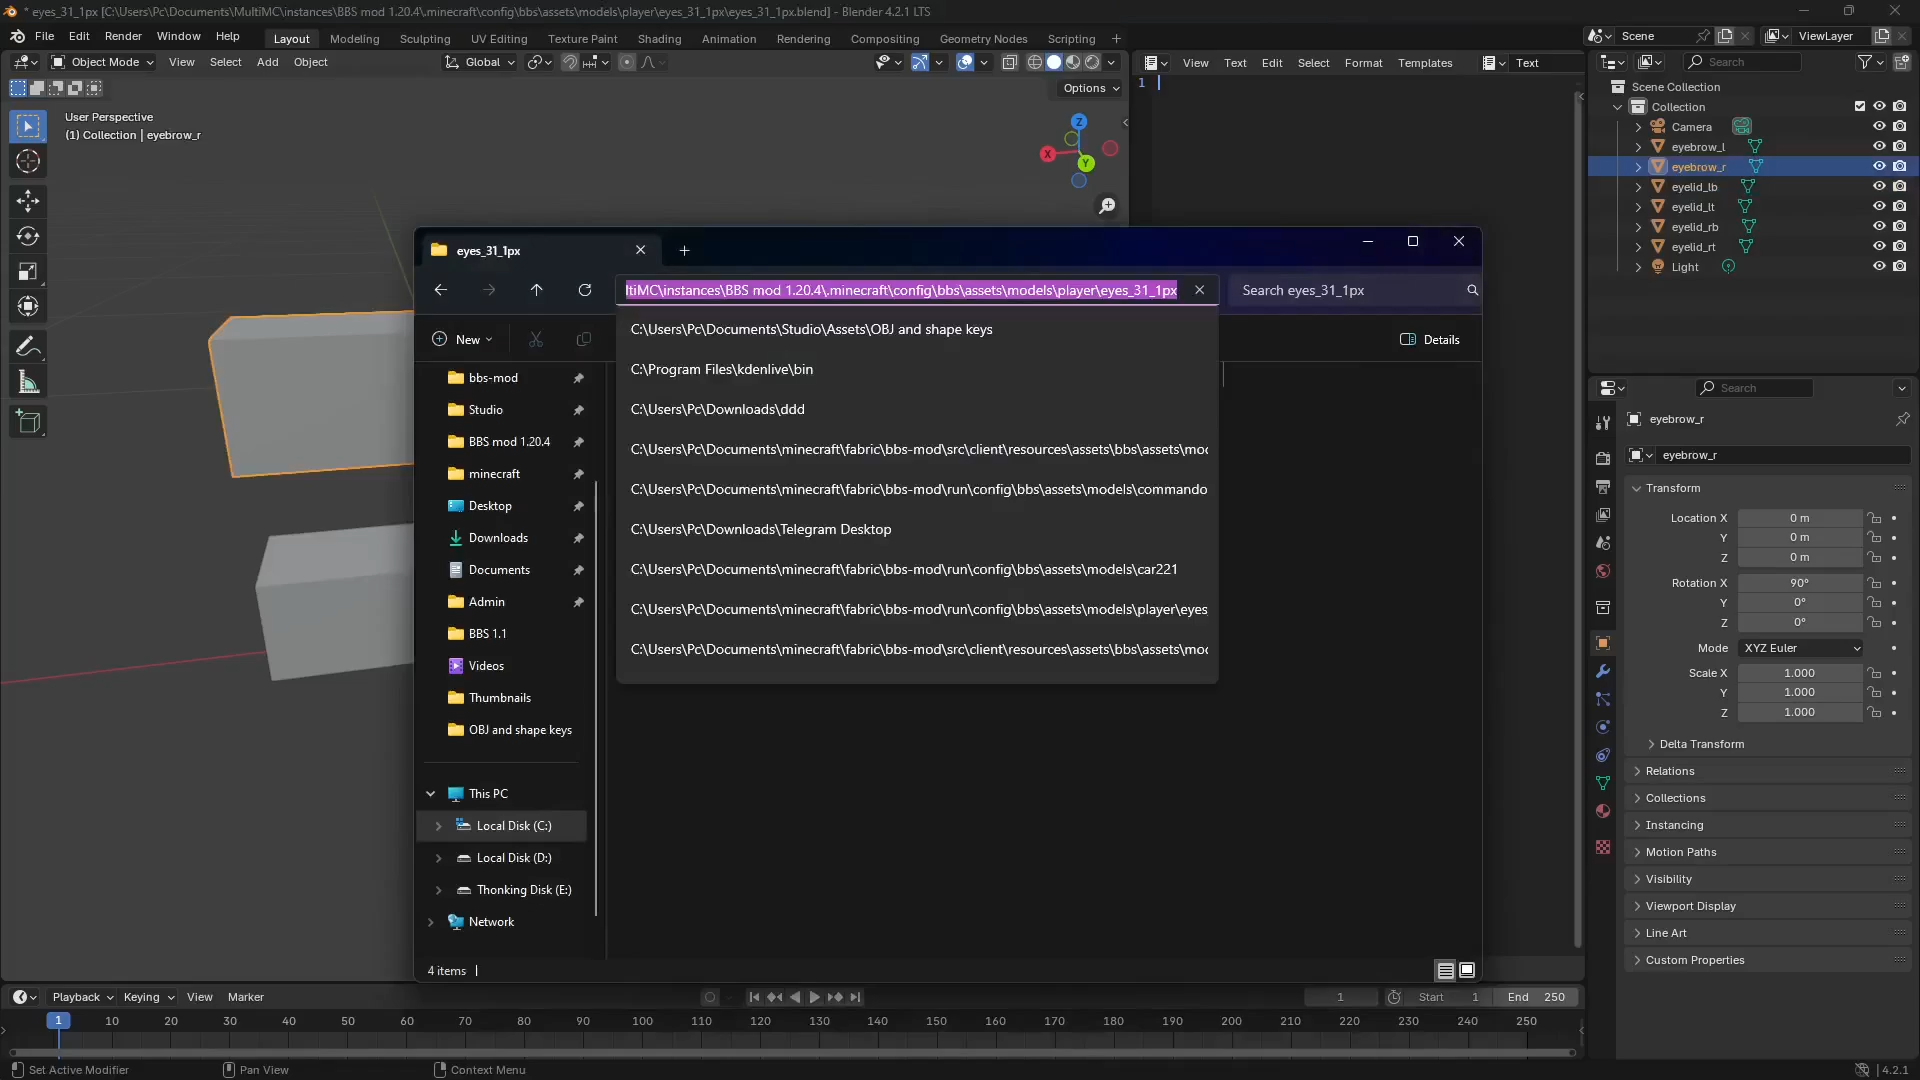 * eyes_31_1px [C:\Users\Pc\Documents\MultiMC\instances\BBS mod 1.20.4\.minecraft\config\bbs\assets\models\player\eyes_31_1px\eyes_31_1px.blend] - Blender 4.2.1 LTS
File Edit Render Window Help
Layout Modeling Sculpting UV Editing Texture Paint Shading Animation Rendering Compositing Geometry Nodes Scripting +
Scene
ViewLayer
Object Mode View Select Add Object
Global
Options
User Perspective
(1) Collection | eyebrow_r
Z
X
Y
View Text Edit Select Format Templates
Text
1
Search
Scene Collection
Collection
Camera
eyebrow_l
eyebrow_r
eyelid_lb
eyelid_lt
eyelid_rb
eyelid_rt
Light
eyes_31_1px
ltiMC\instances\BBS mod 1.20.4\.minecraft\config\bbs\assets\models\player\eyes_31_1px
Search eyes_31_1px
New
Details
C:\Users\Pc\Documents\Studio\Assets\OBJ and shape keys
C:\Program Files\kdenlive\bin
C:\Users\Pc\Downloads\ddd
C:\Users\Pc\Documents\minecraft\fabric\bbs-mod\src\client\resources\assets\bbs\assets\mod
C:\Users\Pc\Documents\minecraft\fabric\bbs-mod\run\config\bbs\assets\models\commando
C:\Users\Pc\Downloads\Telegram Desktop
C:\Users\Pc\Documents\minecraft\fabric\bbs-mod\run\config\bbs\assets\models\car221
C:\Users\Pc\Documents\minecraft\fabric\bbs-mod\run\config\bbs\assets\models\player\eyes
C:\Users\Pc\Documents\minecraft\fabric\bbs-mod\src\client\resources\assets\bbs\assets\mod
bbs-mod
Studio
BBS mod 1.20.4
minecraft
Desktop
Downloads
Documents
Admin
BBS 1.1
Videos
Thumbnails
OBJ and shape keys
This PC
Local Disk (C:)
Local Disk (D:)
Thonking Disk (E:)
Network
4 items
Search
eyebrow_r
eyebrow_r
Transform
Location X 0 m
Y 0 m
Z 0 m
Rotation X 90°
Y 0°
Z 0°
Mode XYZ Euler
Scale X 1.000
Y 1.000
Z 1.000
Delta Transform
Relations
Collections
Instancing
Motion Paths
Visibility
Viewport Display
Line Art
Custom Properties
Playback Keying View Marker
1
Start 1
End 250
1 10 20 30 40 50 60 70 80 90 100 110 120 130 140 150 160 170 180 190 200 210 220 230 240 250
Set Active Modifier
Pan View
Context Menu
4.2.1